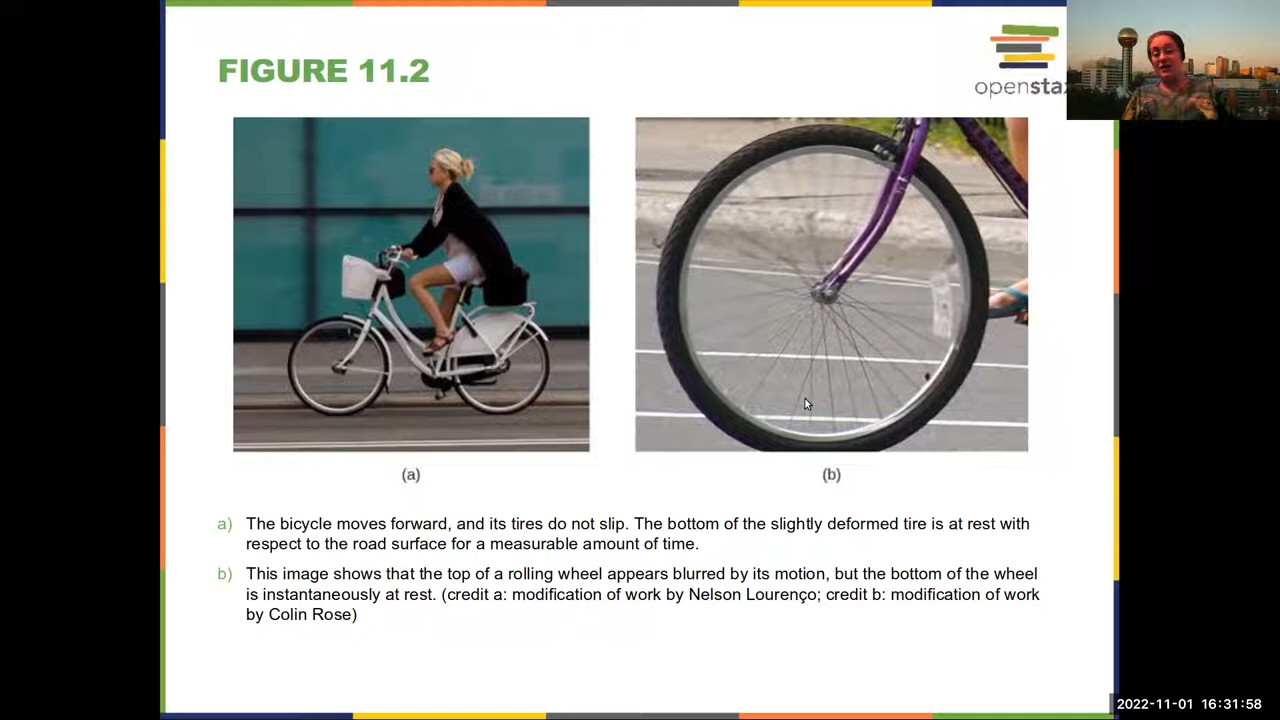 FIGURE 11.2
openstax
(a)
(b)
a) The bicycle moves forward, and its tires do not slip. The bottom of the slightly deformed tire is at rest with
respect to the road surface for a measurable amount of time.
b) This image shows that the top of a rolling wheel appears blurred by its motion, but the bottom of the wheel
is instantaneously at rest. (credit a: modification of work by Nelson Lourenço; credit b: modification of work
by Colin Rose)
2022-11-01 16:31:58